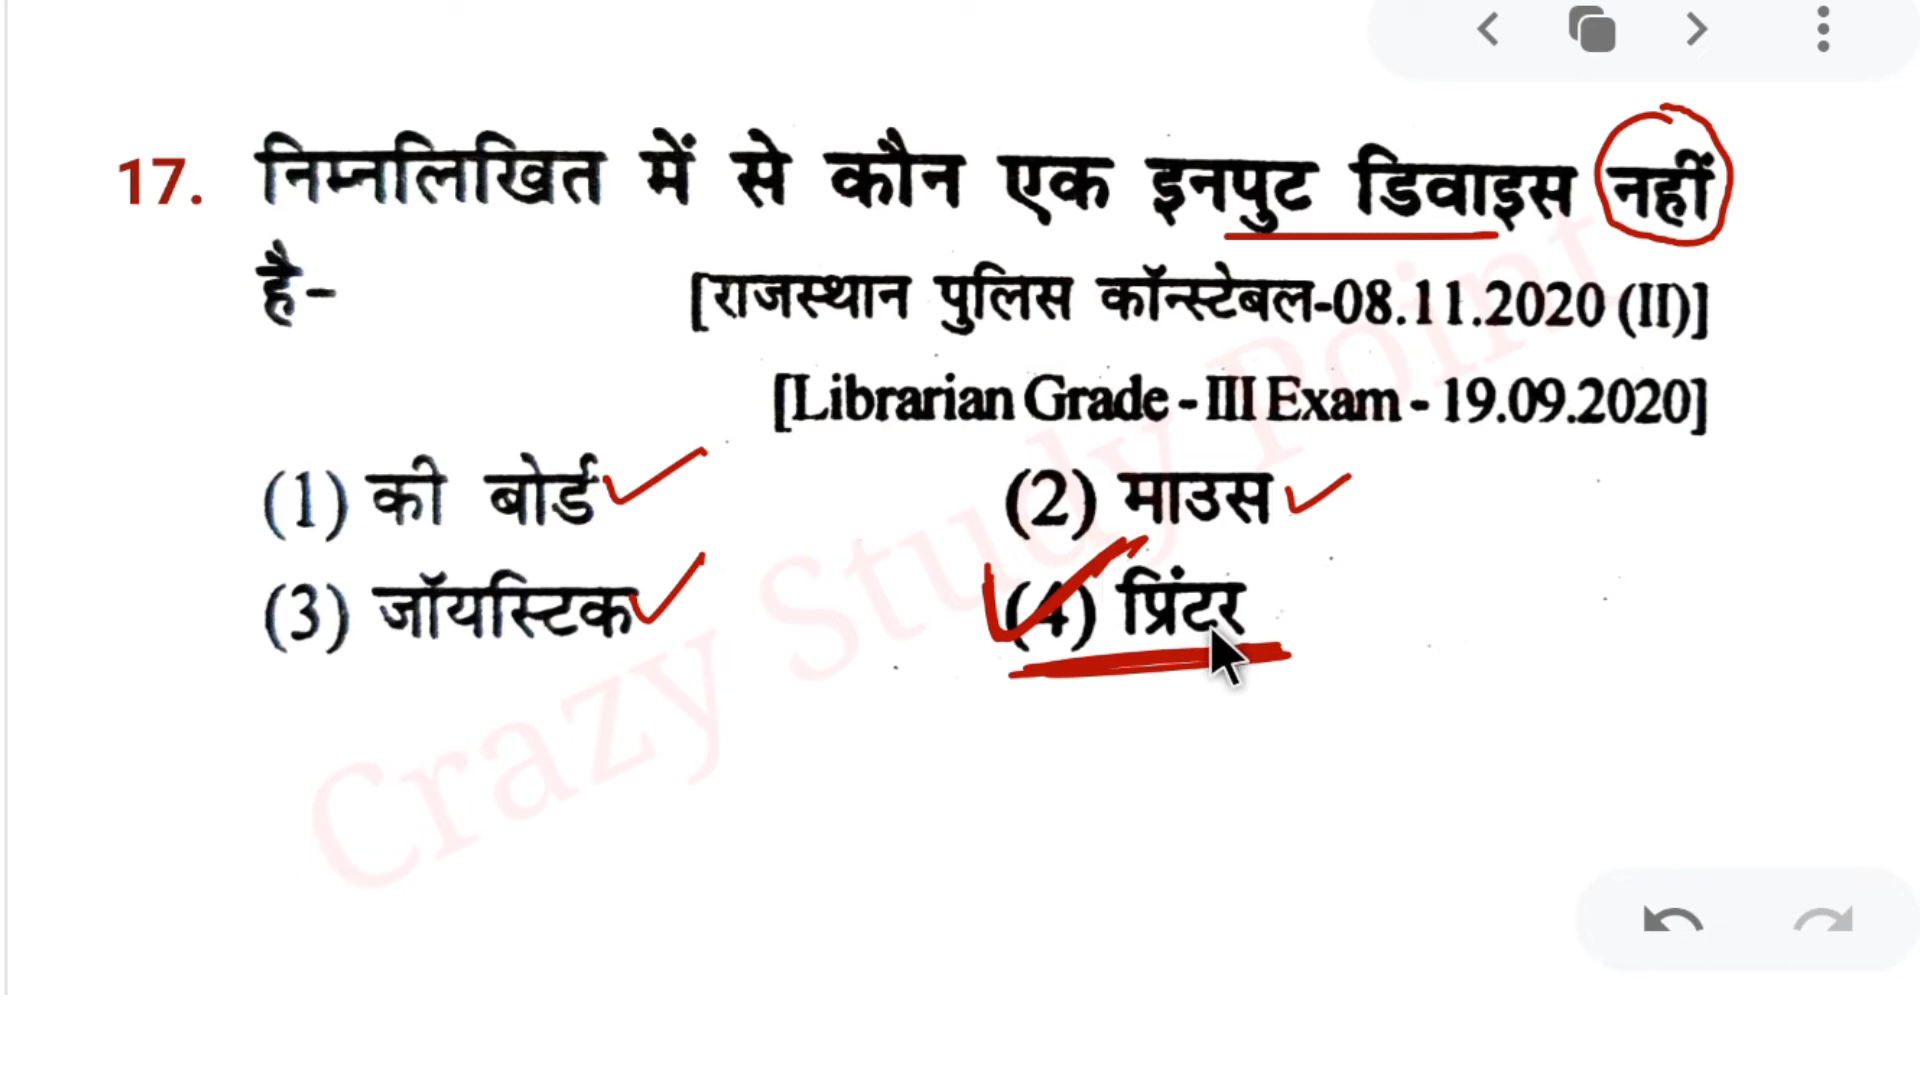 17. निम्नलिखित में से कौन एक इनपुट डिवाइस नहीं
है-
[राजस्थान पुलिस कॉन्स्टेबल-08.11.2020 (II)]
[Librarian Grade - III Exam - 19.09.2020]
(1) की बोर्ड (2) माउस
(3) जॉयस्टिक (4) प्रिंटर
Crazy Study Point